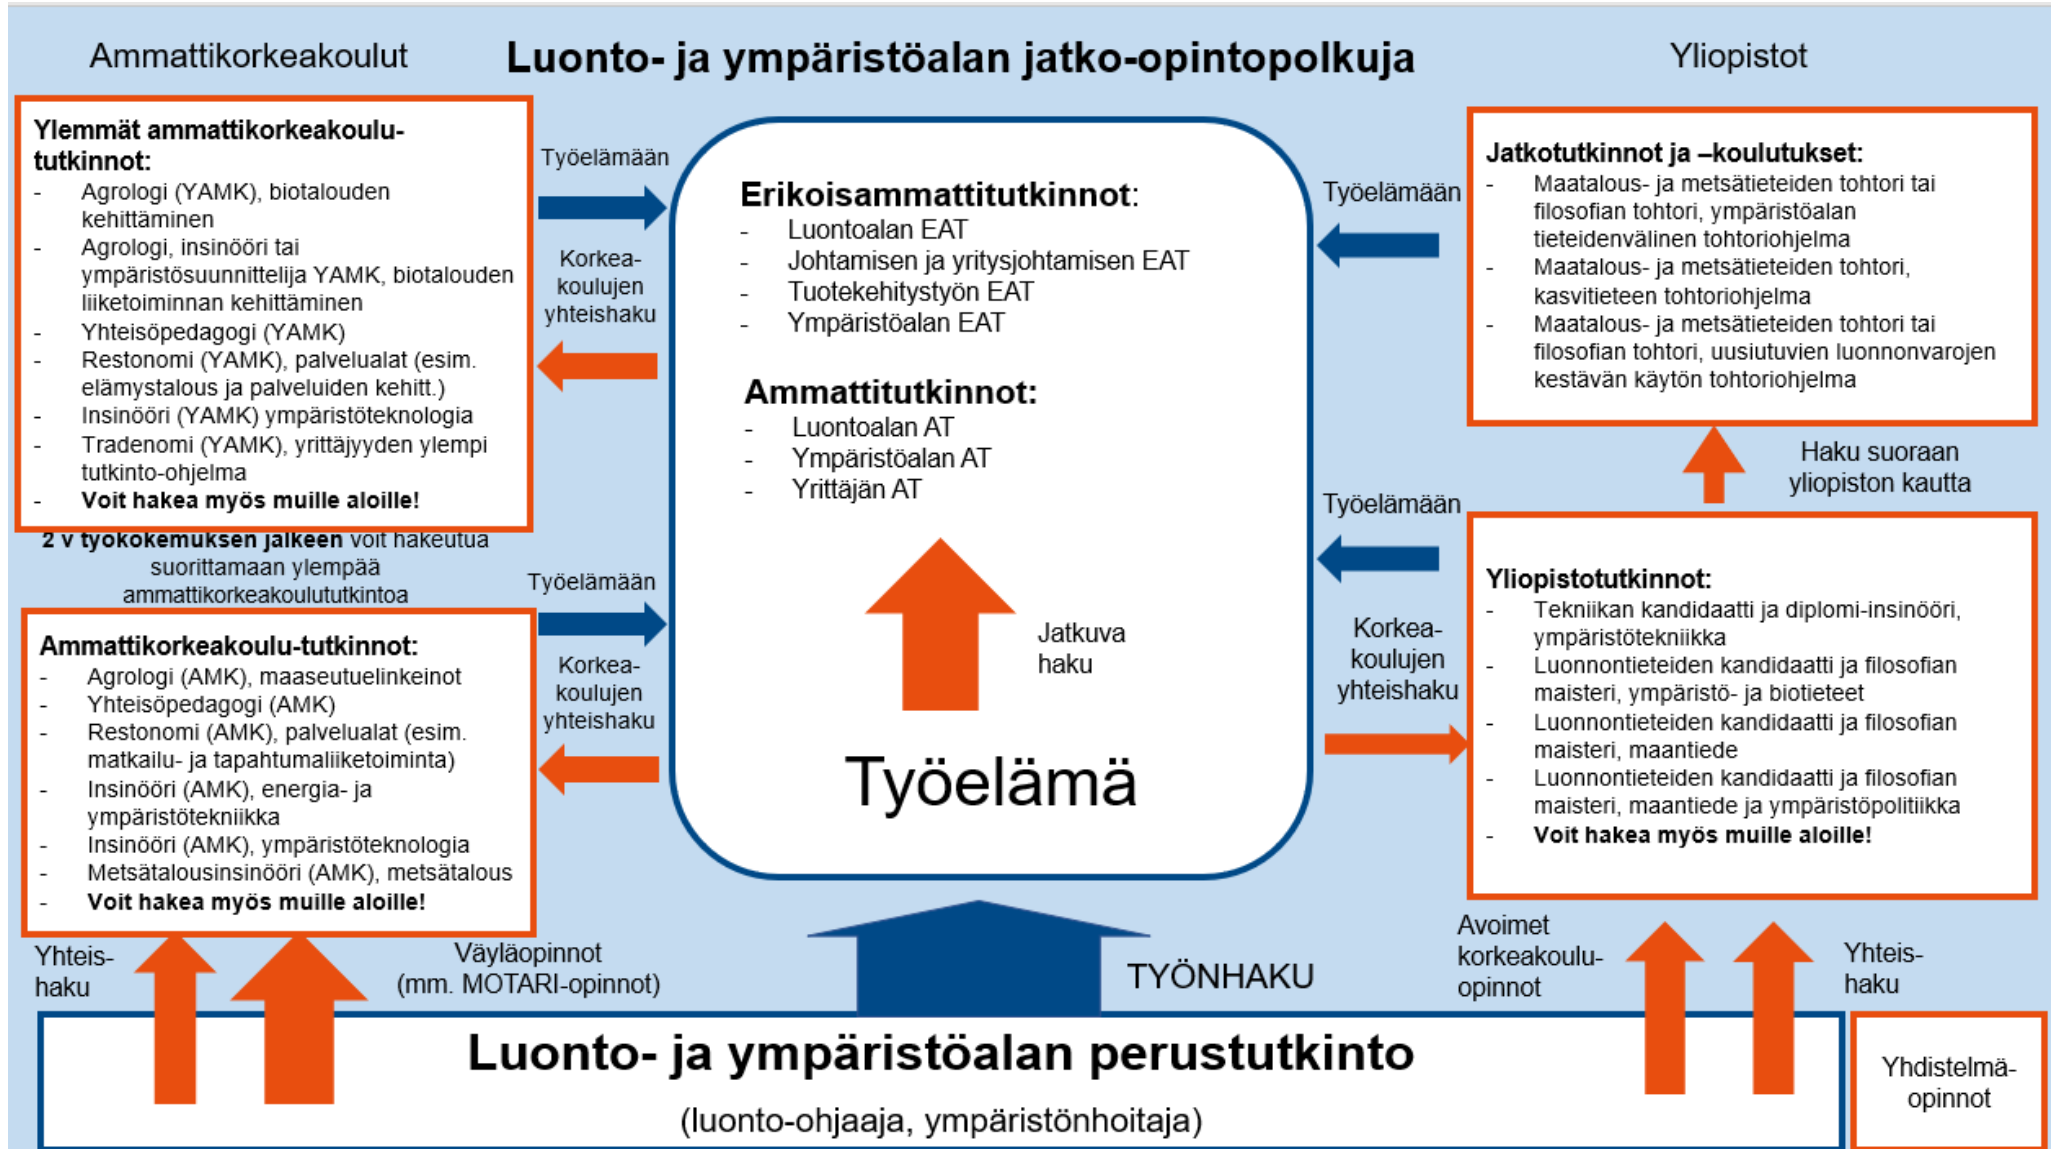 Ammattikorkeakoulut
Luonto- ja ympäristöalan jatko-opintopolkuja
Yliopistot
Ylemmät ammattikorkeakoulu-
tutkinnot:
- Agrologi (YAMK), biotalouden
kehittäminen
- Agrologi, insinööri tai
ympäristösuunnittelija YAMK, biotalouden
liiketoiminnan kehittäminen
- Yhteisöpedagogi (YAMK)
- Restonomi (YAMK), palvelualat (esim.
elämystalous ja palveluiden kehitt.)
- Insinööri (YAMK) ympäristöteknologia
- Tradenomi (YAMK), yrittäjyyden ylempi
tutkinto-ohjelma
- Voit hakea myös muille aloille!
2 v työkokemuksen jälkeen voit hakeutua
suorittamaan ylempää
ammattikorkeakoulututkintoa
Ammattikorkeakoulu-tutkinnot:
- Agrologi (AMK), maaseutuelinkeinot
- Yhteisöpedagogi (AMK)
- Restonomi (AMK), palvelualat (esim.
matkailu- ja tapahtumaliiketoiminta)
- Insinööri (AMK), energia- ja
ympäristötekniikka
- Insinööri (AMK), ympäristöteknologia
- Metsätalousinsinööri (AMK), metsätalous
- Voit hakea myös muille aloille!
Työelämään
Korkea-
koulujen
yhteishaku
Työelämään
Korkea-
koulujen
yhteishaku
Erikoisammattitutkinnot:
- Luontoalan EAT
- Johtamisen ja yritysjohtamisen EAT
- Tuotekehitystyön EAT
- Ympäristöalan EAT
Ammattitutkinnot:
- Luontoalan AT
- Ympäristöalan AT
- Yrittäjän AT
Jatkuva
haku
Työelämä
Työelämään
Työelämään
Korkea-
koulujen
yhteishaku
Jatkotutkinnot ja –koulutukset:
- Maatalous- ja metsätieteiden tohtori tai
filosofian tohtori, ympäristöalan
tieteidenvälinen tohtoriohjelma
- Maatalous- ja metsätieteiden tohtori,
kasvitieteen tohtoriohjelma
- Maatalous- ja metsätieteiden tohtori tai
filosofian tohtori, uusiutuvien luonnonvarojen
kestävän käytön tohtoriohjelma
Haku suoraan
yliopiston kautta
Yliopistotutkinnot:
- Tekniikan kandidaatti ja diplomi-insinööri,
ympäristötekniikka
- Luonnontieteiden kandidaatti ja filosofian
maisteri, ympäristö- ja biotieteet
- Luonnontieteiden kandidaatti ja filosofian
maisteri, maantiede
- Luonnontieteiden kandidaatti ja filosofian
maisteri, maantiede ja ympäristöpolitiikka
- Voit hakea myös muille aloille!
Yhteis-
haku
Väyläopinnot
(mm. MOTARI-opinnot)
TYÖNHAKU
Avoimet
korkeakoulu-
opinnot
Yhteis-
haku
Luonto- ja ympäristöalan perustutkinto
(luonto-ohjaaja, ympäristönhoitaja)
Yhdistelmä-
opinnot